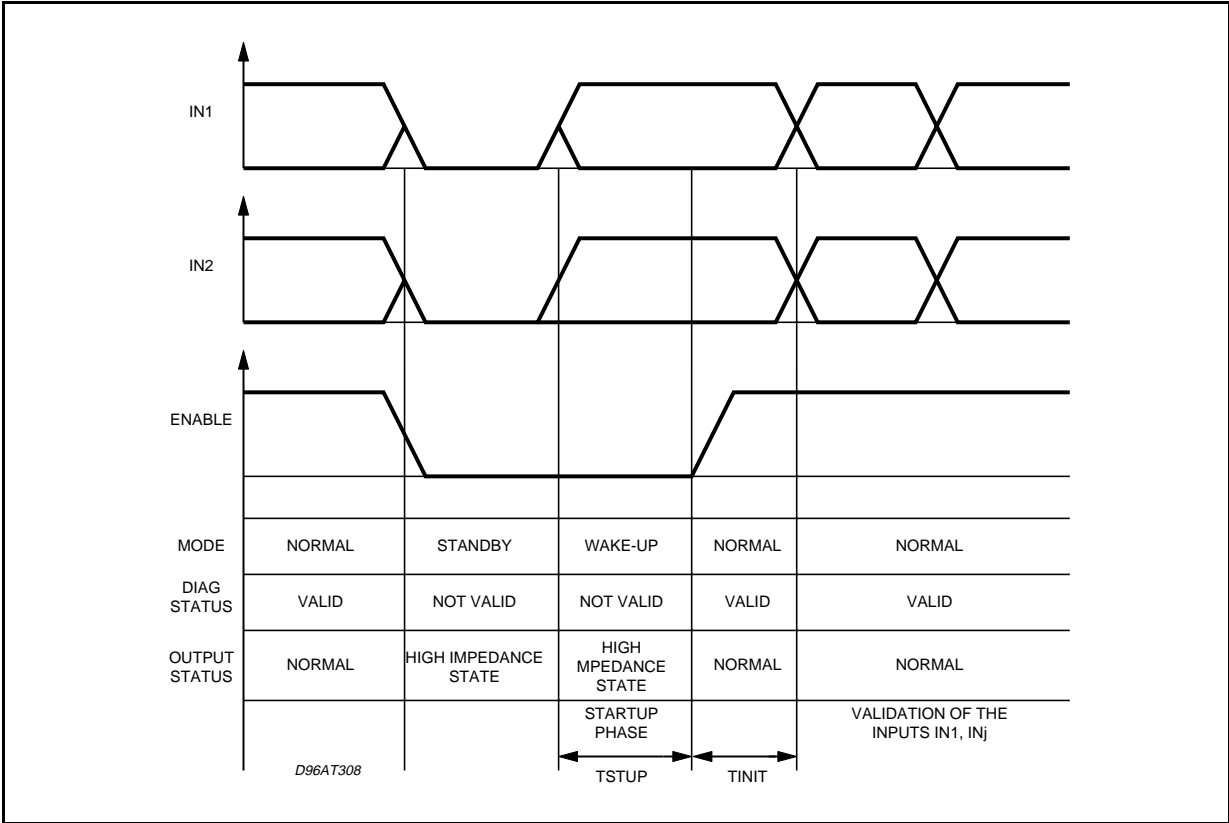 IN1
IN2
ENABLE
MODE NORMAL STANDBY WAKE-UP NORMAL NORMAL
DIAG
STATUS VALID NOT VALID NOT VALID VALID VALID
OUTPUT
STATUS NORMAL HIGH IMPEDANCE
STATE HIGH
MPEDANCE
STATE NORMAL NORMAL
STARTUP
PHASE VALIDATION OF THE
INPUTS IN1, INj
D96AT308 TSTUP TINIT